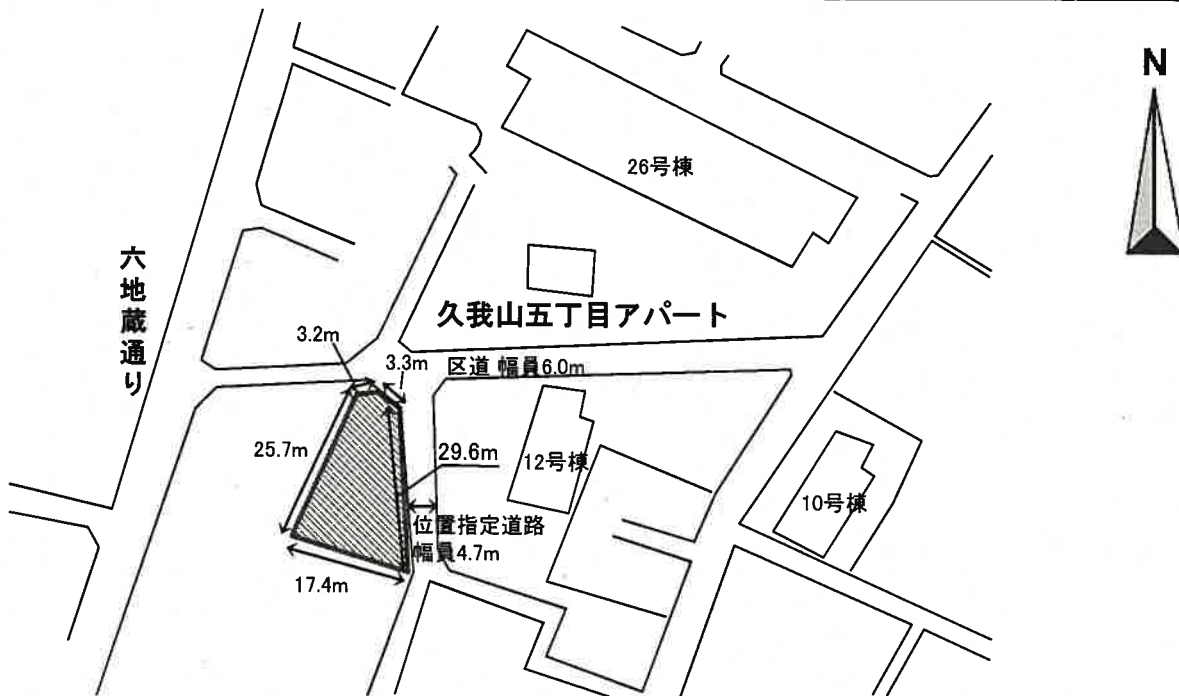 N
26号棟
六地蔵通り
久我山五丁目アパート
3.2m
3.3m
区道 幅員6.0m
25.7m
29.6m
12号棟
10号棟
位置指定道路
幅員4.7m
17.4m